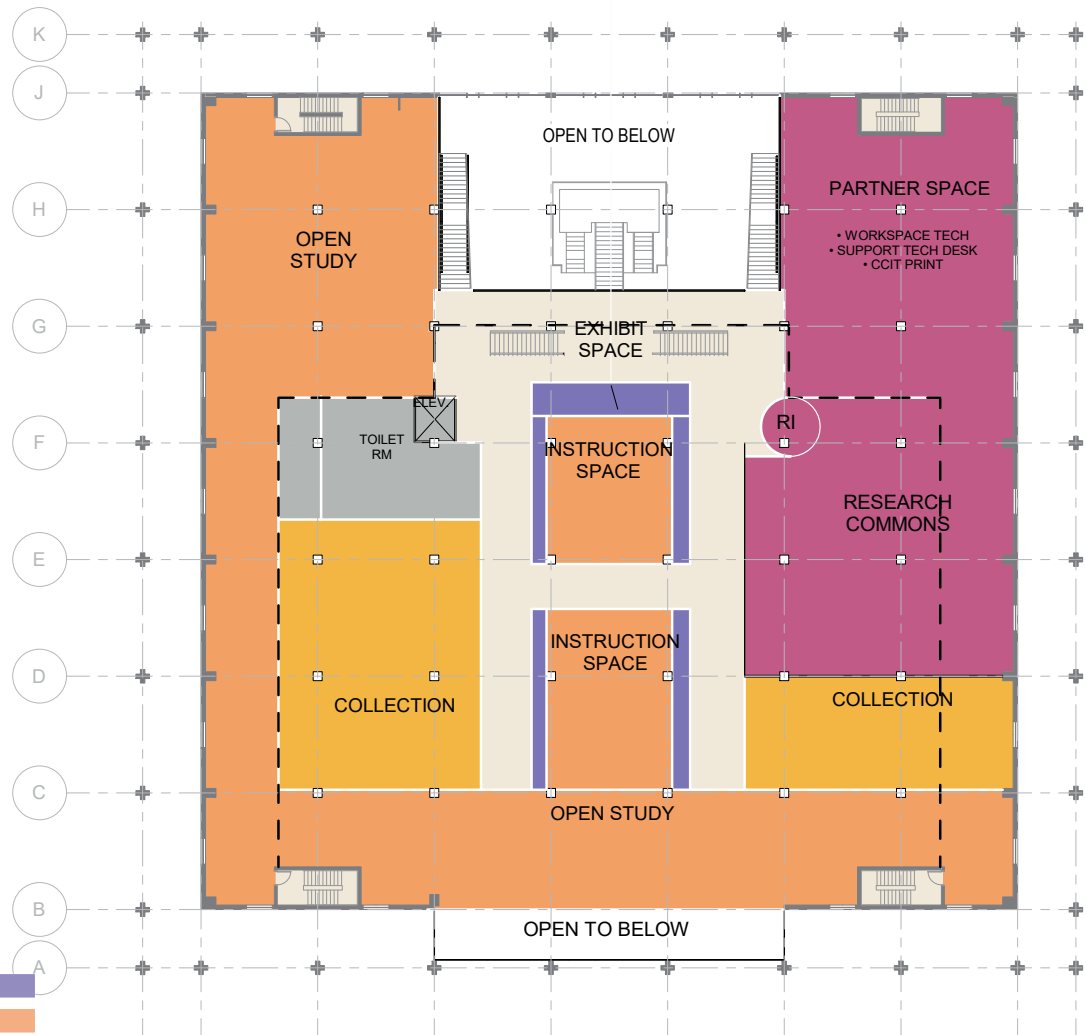 K
J
OPEN TO BELOW
PARTNER SPACE
H
• WORKSPACE TECH
• SUPPORT TECH DESK
• CCIT PRINT
OPEN
STUDY
G
EXHIBIT
SPACE
ELEV.
F
TOILET
RM
RI
INSTRUCTION
SPACE
RESEARCH
COMMONS
E
INSTRUCTION
SPACE
D
COLLECTION
COLLECTION
C
OPEN STUDY
B
OPEN TO BELOW
A